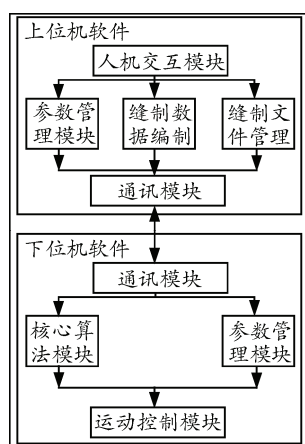 上位机软件
人机交互模块
参数管
理模块
缝制数
据编制
缝制文
件管理
通讯模块
下位机软件
通讯模块
核心算
法模块
参数管
理模块
运动控制模块